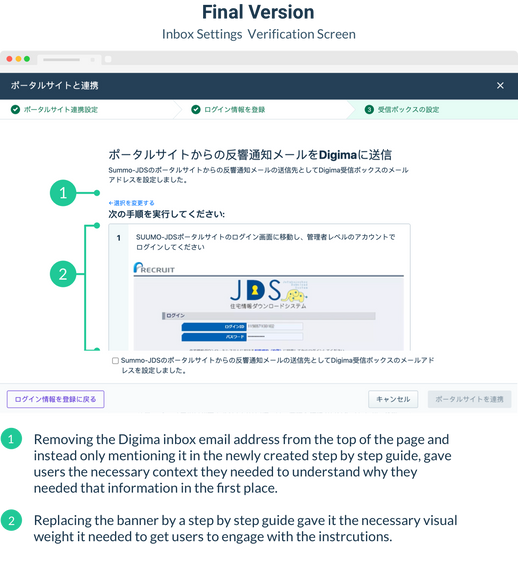 Final Version
Inbox Settings Verification Screen
ポータルサイトと連携
ポータルサイト連携設定
ログイン情報を登録
3 受信ボックスの設定
ポータルサイトからの反響通知メールをDigimaに送信
Summo-JDSのポータルサイトからの反響通知メールの送信先としてDigima受信ボックスのメール
アドレスを設定しました。
1
←選択を変更する
次の手順を実行してください:
1 SUUMO-JDSポータルサイトのログイン画面に移動し、管理者レベルのアカウントで
ログインしてください
2
RECRUIT
JDS
住宅情報ダウンロードシステム
ログイン
ログインID
パスワード
Summo-JDSのポータルサイトからの反響通知メールの送信先としてDigima受信ボックスのメールアド
レスを設定しました。
ログイン情報を登録に戻る
キャンセル
ポータルサイトを連携
1 Removing the Digima inbox email address from the top of the page and
instead only mentioning it in the newly created step by step guide, gave
users the necessary context they needed to understand why they
needed that information in the first place.
2 Replacing the banner by a step by step guide gave it the necessary visual
weight it needed to get users to engage with the instrcutions.